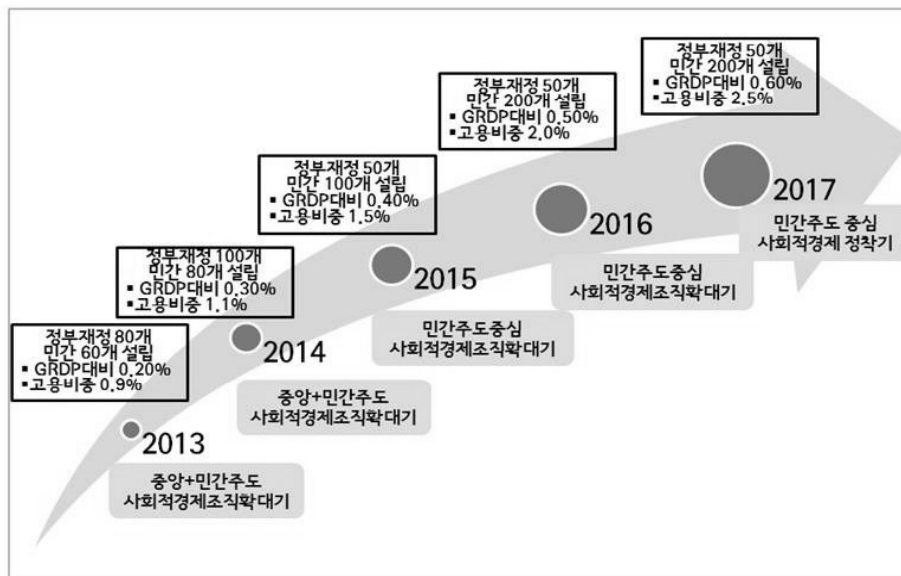 정부재정 80개
민간 60개 설립
▪ GRDP대비 0.20%
▪고용비중 0.9%
2013
중앙+민간주도
사회적경제조직확대기
정부재정 100개
민간 80개 설립
▪ GRDP대비 0.30%
▪고용비중 1.1%
2014
중앙+민간주도
사회적경제조직확대기
정부재정 50개
민간 100개 설립
▪ GRDP대비 0.40%
▪고용비중 1.5%
2015
민간주도중심
사회적경제조직확대기
정부재정 50개
민간 200개 설립
▪ GRDP대비 0.50%
▪고용비중 2.0%
2016
민간주도중심
사회적경제조직확대기
정부재정 50개
민간 200개 설립
▪ GRDP대비 0.60%
▪고용비중 2.5%
2017
민간주도 중심
사회적경제 정착기